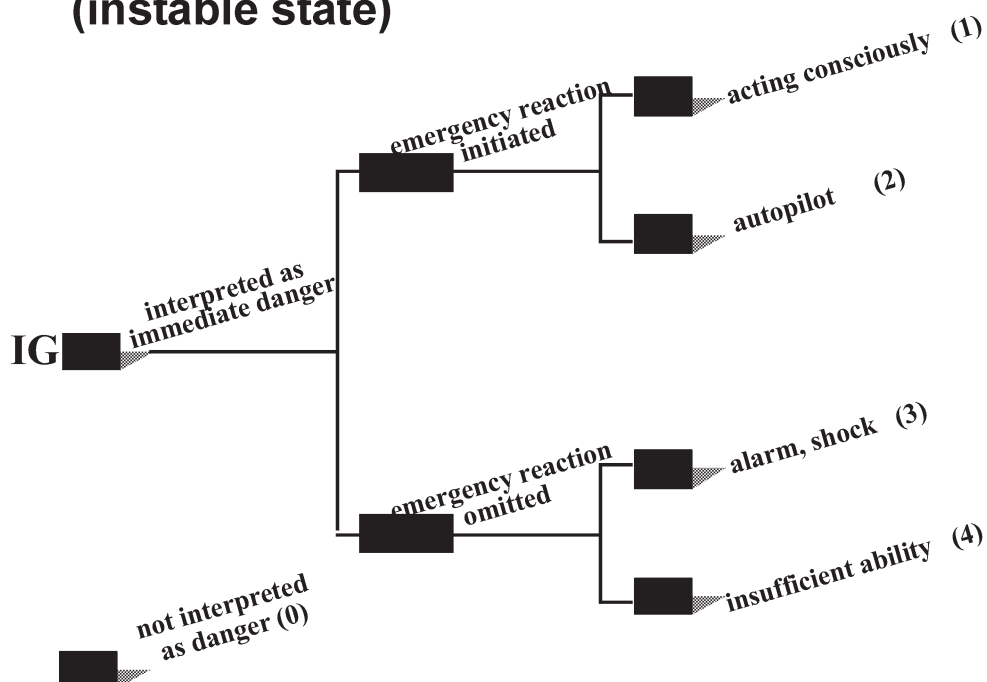 (instable state)
emergency reaction
initiated
acting consciously (1)
autopilot (2)
interpreted as
immediate danger
IG
emergency reaction
omitted
alarm, shock (3)
insufficient ability (4)
not interpreted
as danger (0)